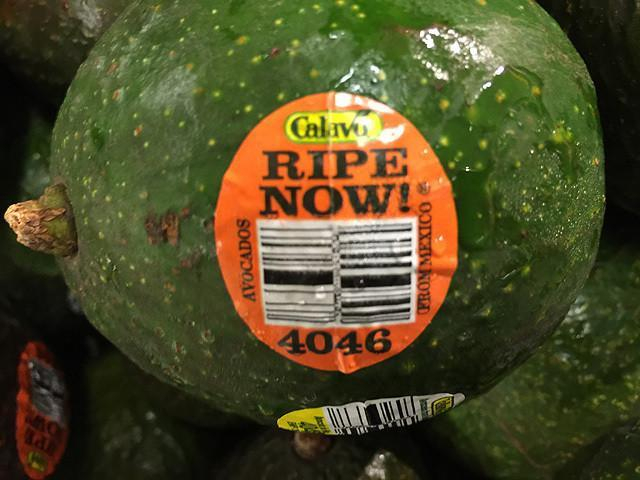 Calavo
RIPE
NOW!
AVOCADOS
FROM MEXICO
4046